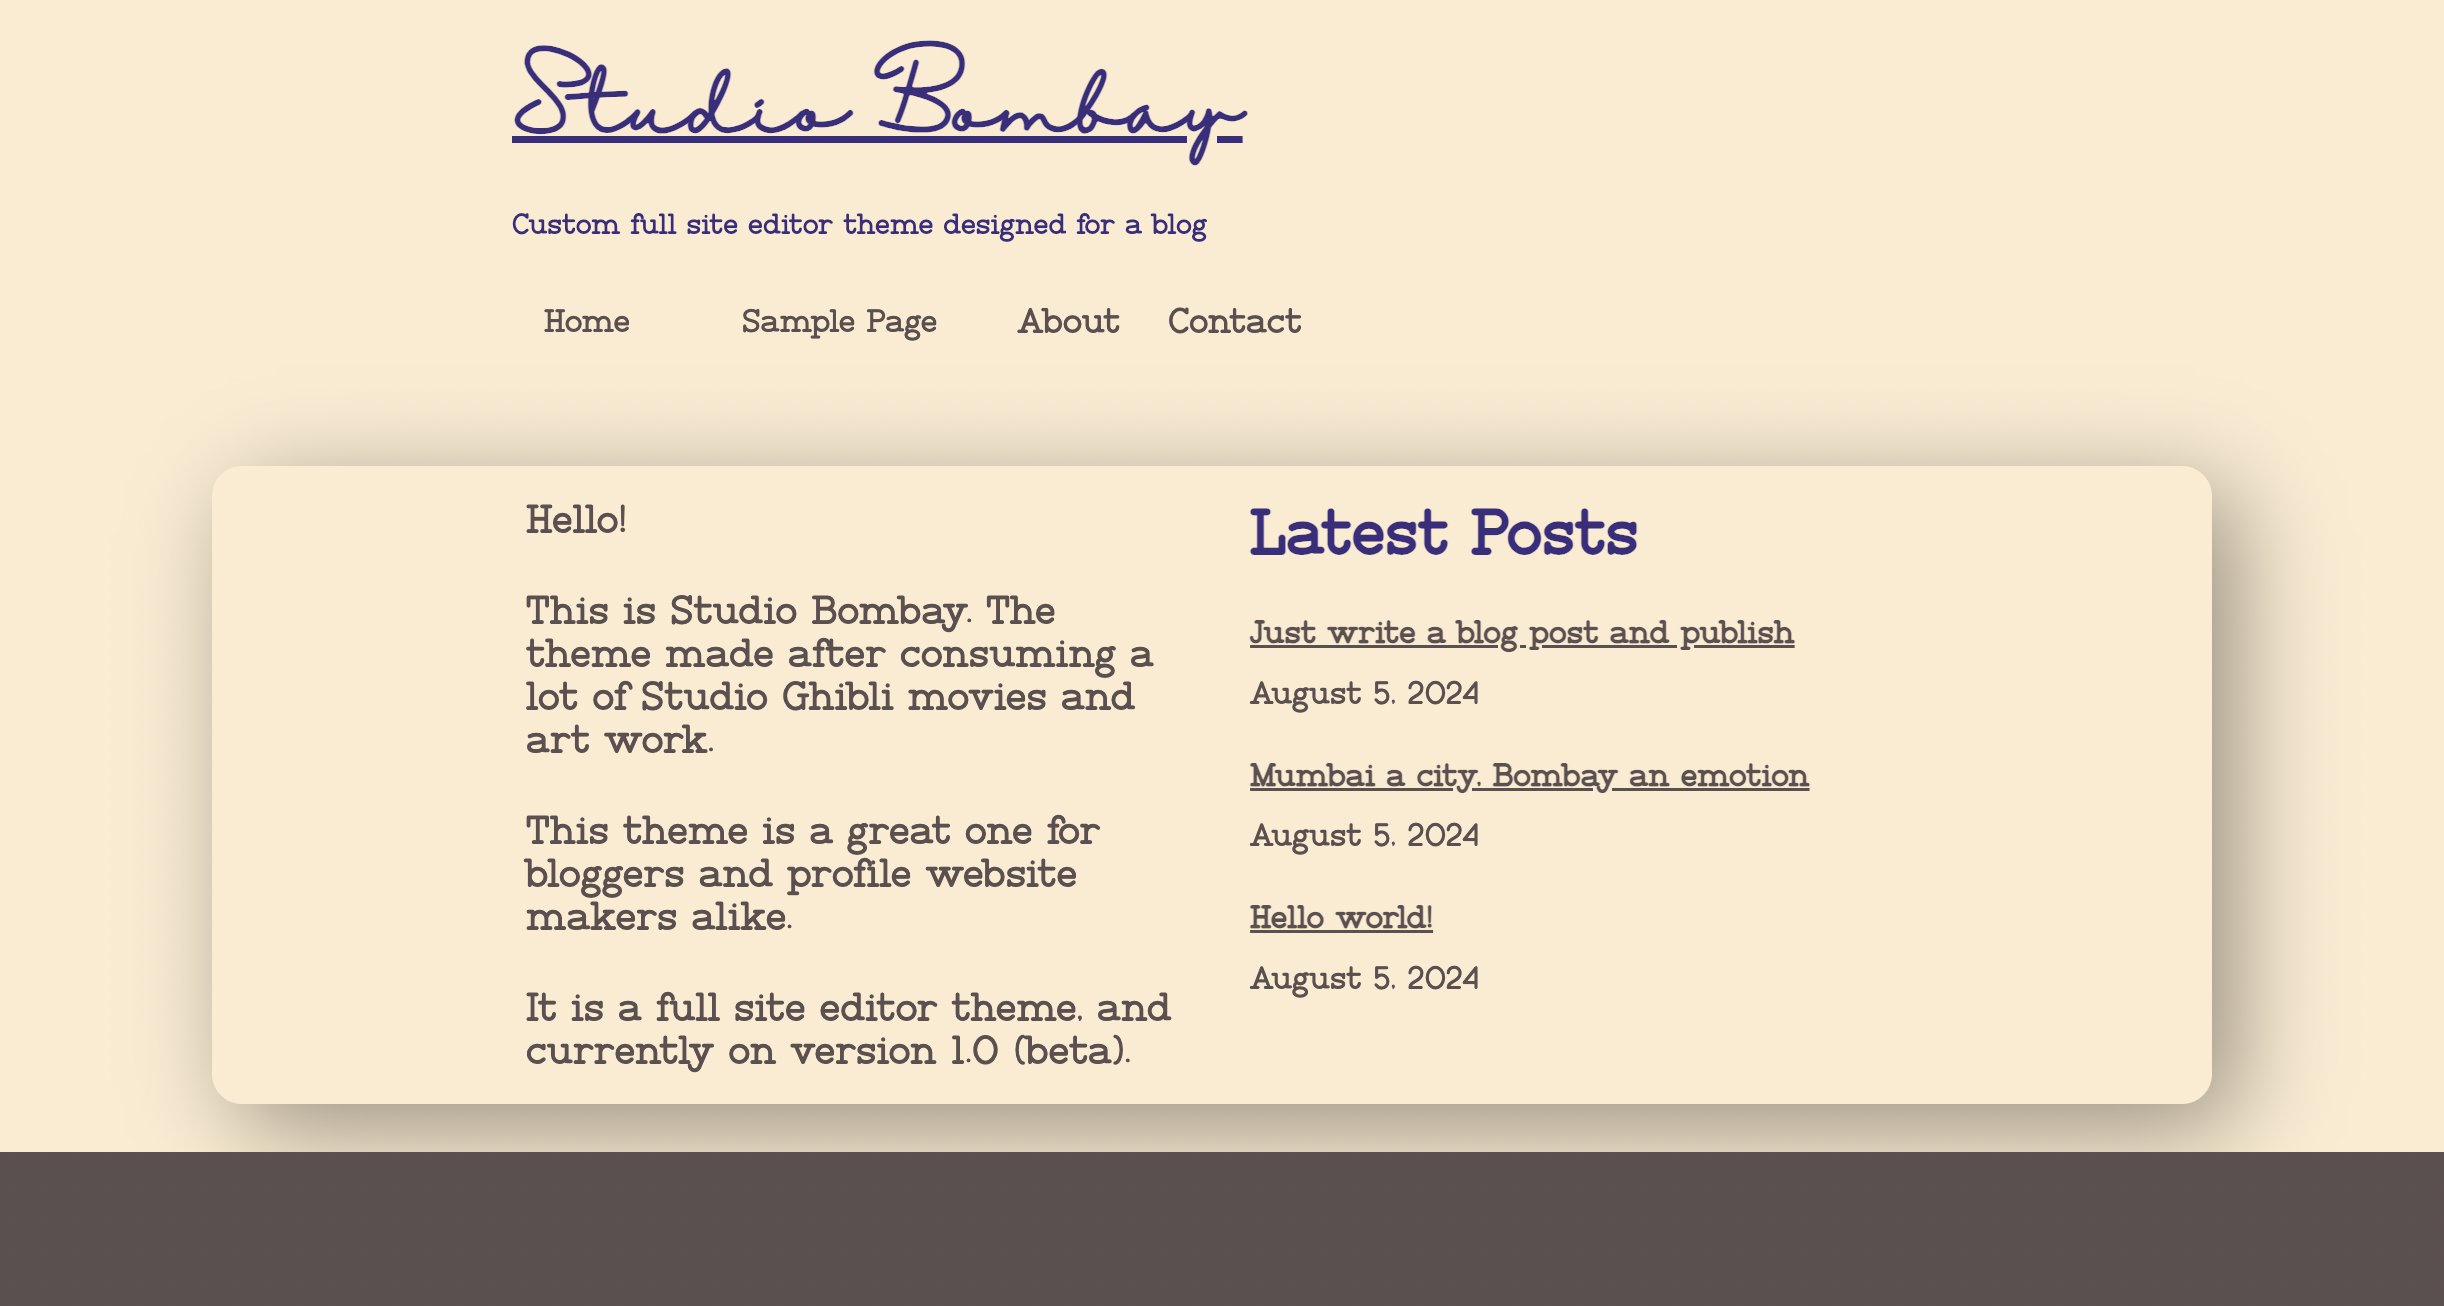 Studio Bombay
Custom full site editor theme designed for a blog
Home Sample Page About Contact
Hello!
This is Studio Bombay. The
theme made after consuming a
lot of Studio Ghibli movies and
art work.
This theme is a great one for
bloggers and profile website
makers alike.
It is a full site editor theme, and
currently on version 1.0 (beta).
Latest Posts
Just write a blog post and publish
August 5, 2024
Mumbai a city, Bombay an emotion
August 5, 2024
Hello world!
August 5, 2024